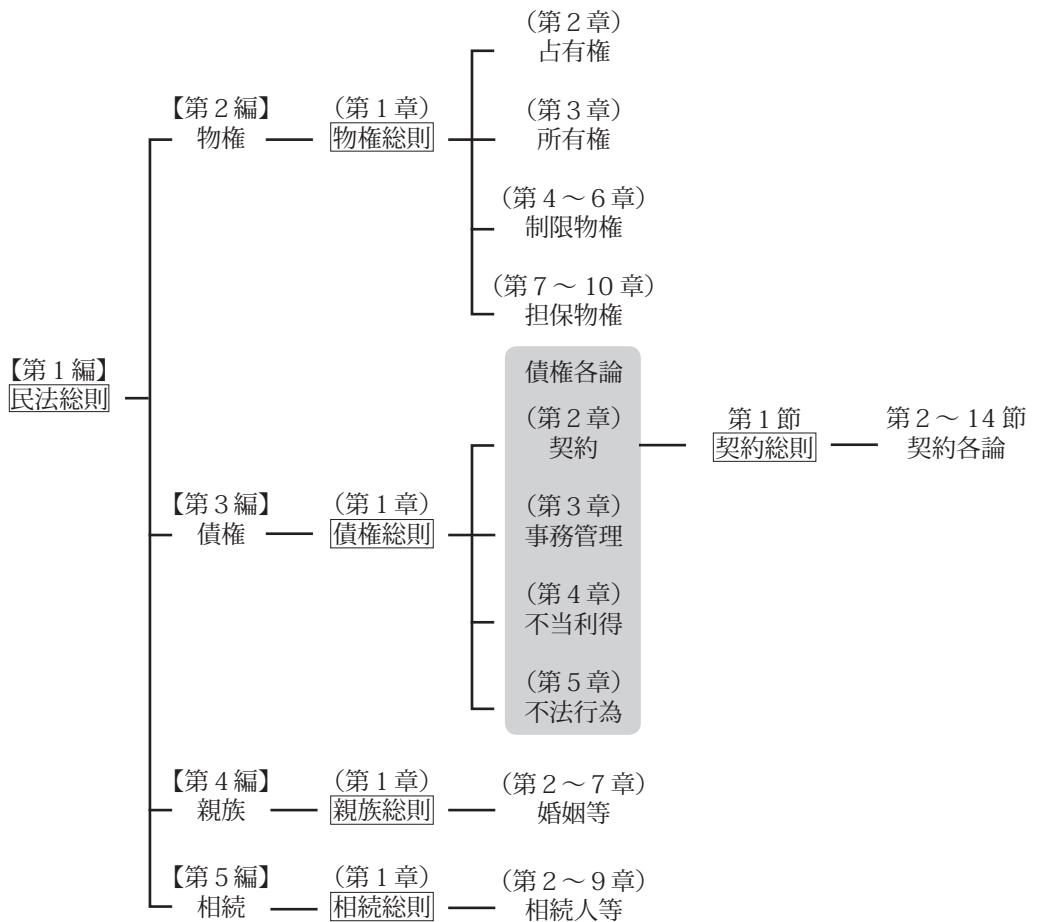 (第2章)
占有権
【第2編】
物権
(第1章)
物権総則
(第3章)
所有権
(第4～6章)
制限物権
(第7～10章)
担保物権
【第1編】
民法総則
債権各論
(第2章)
契約
第1節
契約総則
第2～14節
契約各論
【第3編】
債権
(第1章)
債権総則
(第3章)
事務管理
(第4章)
不当利得
(第5章)
不法行為
【第4編】
親族
(第1章)
親族総則
(第2～7章)
婚姻等
【第5編】
相続
(第1章)
相続総則
(第2～9章)
相続人等